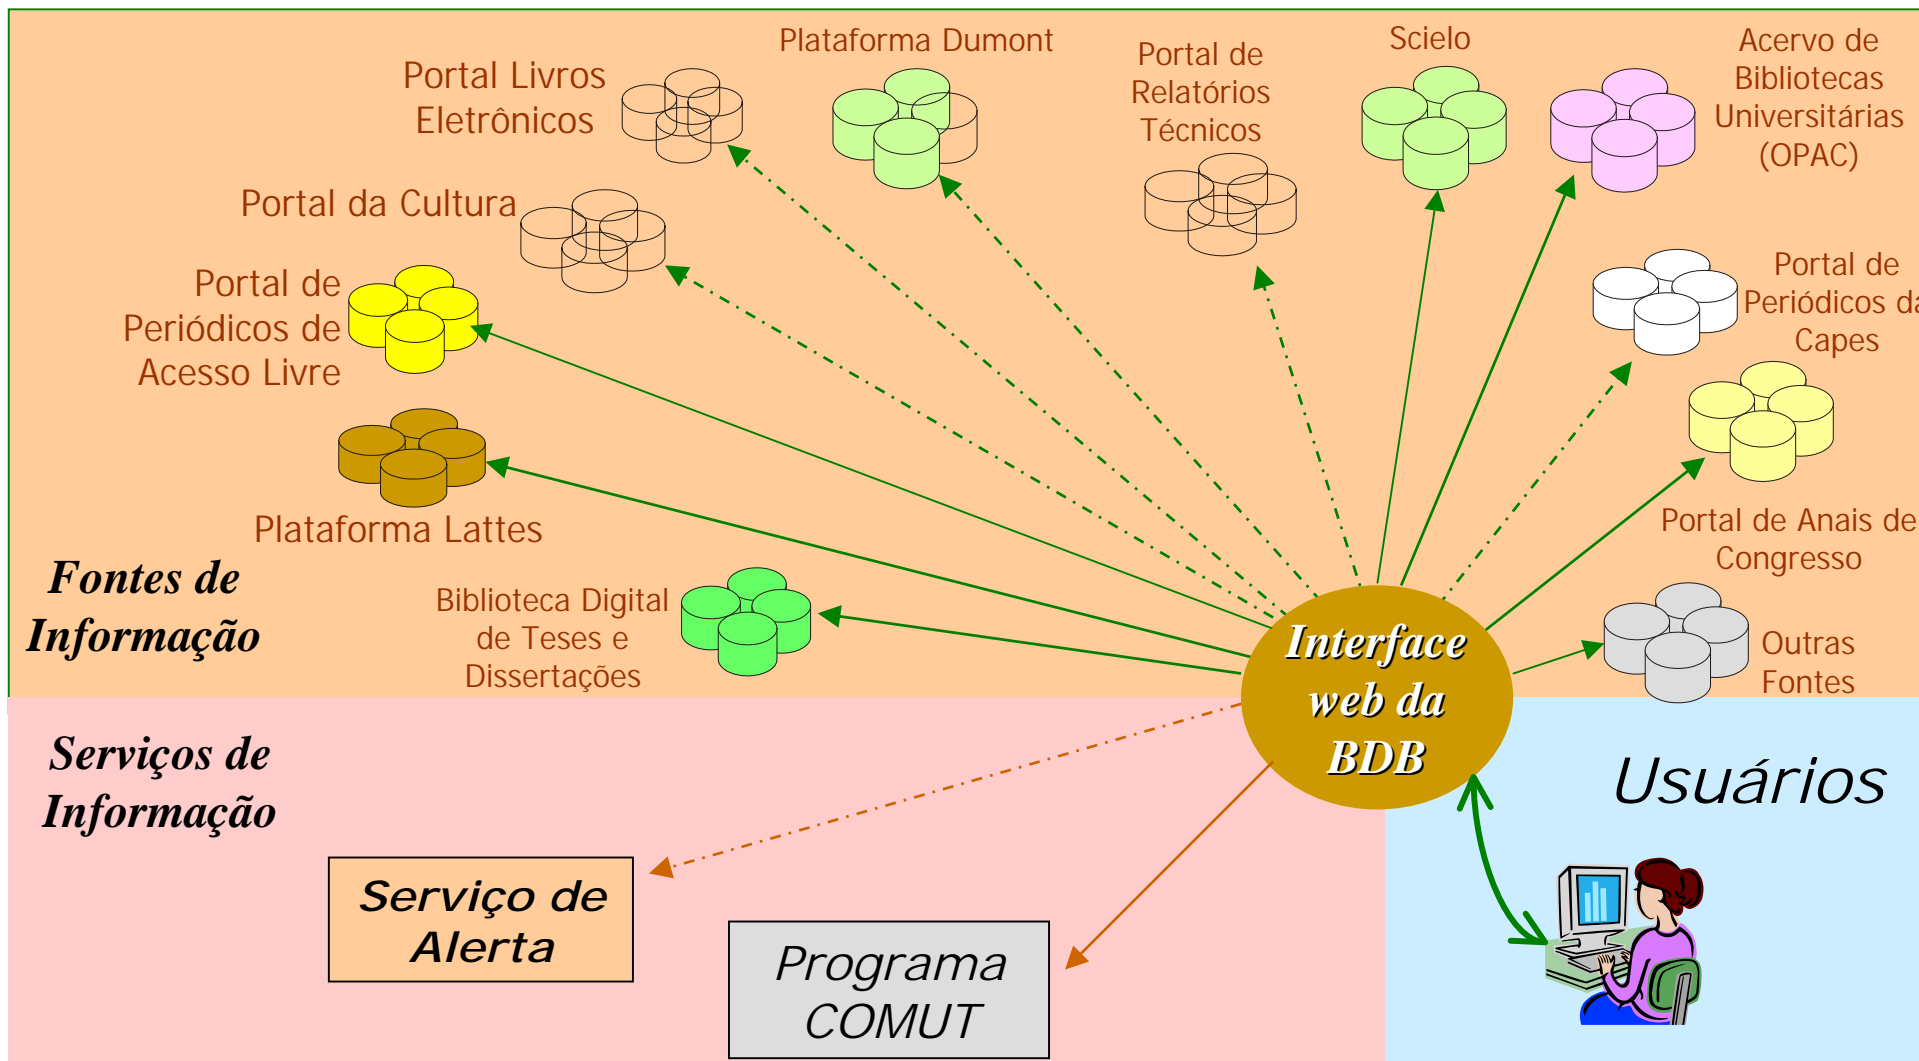 Plataforma Dumont
Scielo
Portal de
Relatórios
Técnicos
Acervo de
Bibliotecas
Universitárias
(OPAC)
Portal Livros
Eletrônicos
Portal da Cultura
Portal de
Periódicos de
Acesso Livre
Portal de
Periódicos da
Capes
Plataforma Lattes
Portal de Anais de
Congresso
Fontes de
Informação
Biblioteca Digital
de Teses e
Dissertações
Interface
web da
BDB
Outras
Fontes
Serviços de
Informação
Usuários
Serviço de
Alerta
Programa
COMUT